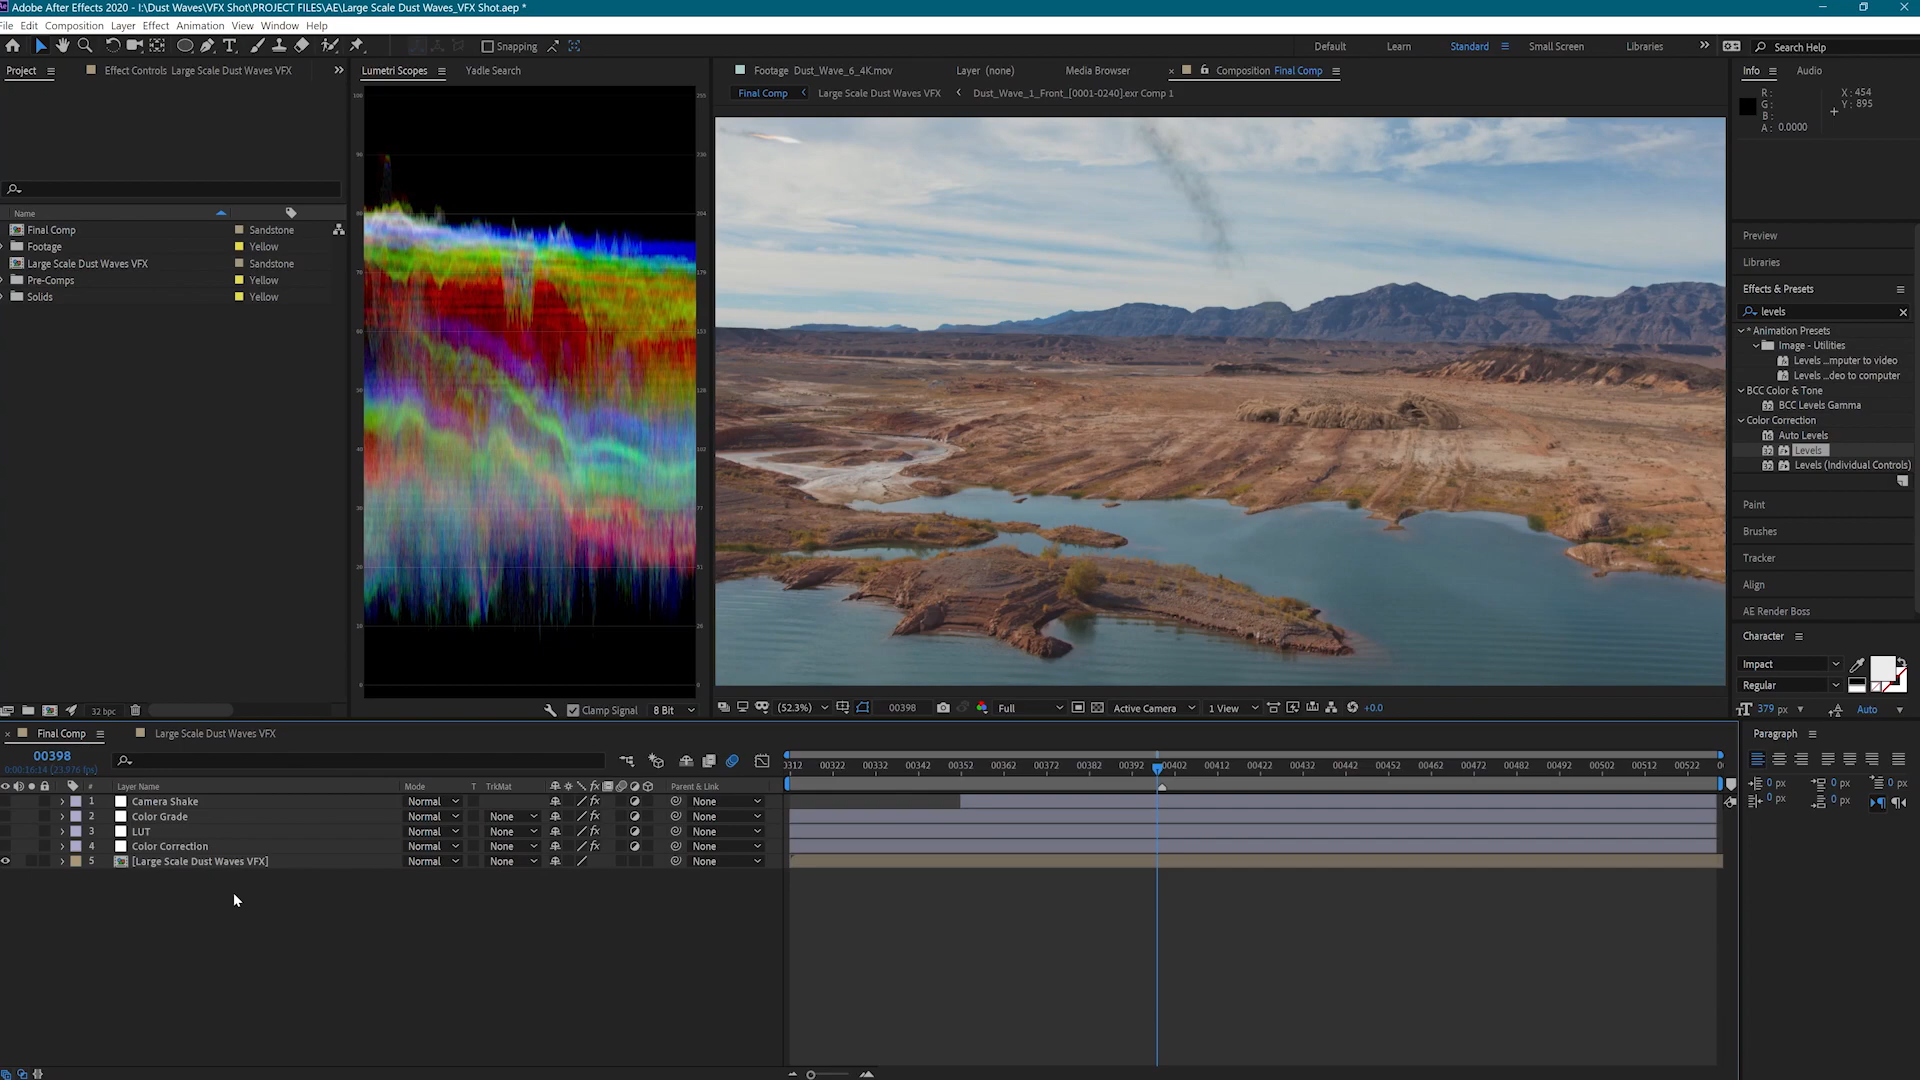 Adobe After Effects 2020 - I:\Dust Waves\VFX Shot\PROJECT FILES\AE\Large Scale Dust Waves_VFX Shot.aep *
File Edit Composition Layer Effect Animation View Window Help
Snapping
Default Learn Standard Small Screen Libraries Search Help
Project Effect Controls Large Scale Dust Waves VFX
Lumetri Scopes Yadle Search
Footage Dust_Wave_6_4K.mov Layer (none) Media Browser Composition Final Comp
Final Comp Large Scale Dust Waves VFX Dust_Wave_1_Front_[0001-0240].exr Comp 1
Info Audio
R:
G:
B:
A: 0.0000
X: 454
Y: 895
Name
Final Comp Sandstone
Footage Yellow
Large Scale Dust Waves VFX Sandstone
Pre-Comps Yellow
Solids Yellow
32 bpc
Clamp Signal 8 Bit
(52.3%) 00398 Full Active Camera 1 View +0.0
Preview
Libraries
Effects & Presets
levels
* Animation Presets
Image - Utilities
Levels ...mputer to video
Levels ...deo to computer
BCC Color & Tone
BCC Levels Gamma
Color Correction
Auto Levels
Levels
Levels (Individual Controls)
Paint
Brushes
Tracker
Align
AE Render Boss
Character
Impact
Regular
379 px Auto
Paragraph
0 px 0 px 0 px
0 px 0 px
Final Comp Large Scale Dust Waves VFX
00398
0:00:16:14 (23.976 fps)
# Layer Name Mode T TrkMat Parent & Link
0312 00322 00332 00342 00352 00362 00372 00382 00392 00402 00412 00422 00432 00442 00452 00462 00472 00482 00492 00502 00512 00522
1 Camera Shake Normal None
2 Color Grade Normal None None
3 LUT Normal None None
4 Color Correction Normal None None
5 [Large Scale Dust Waves VFX] Normal None None